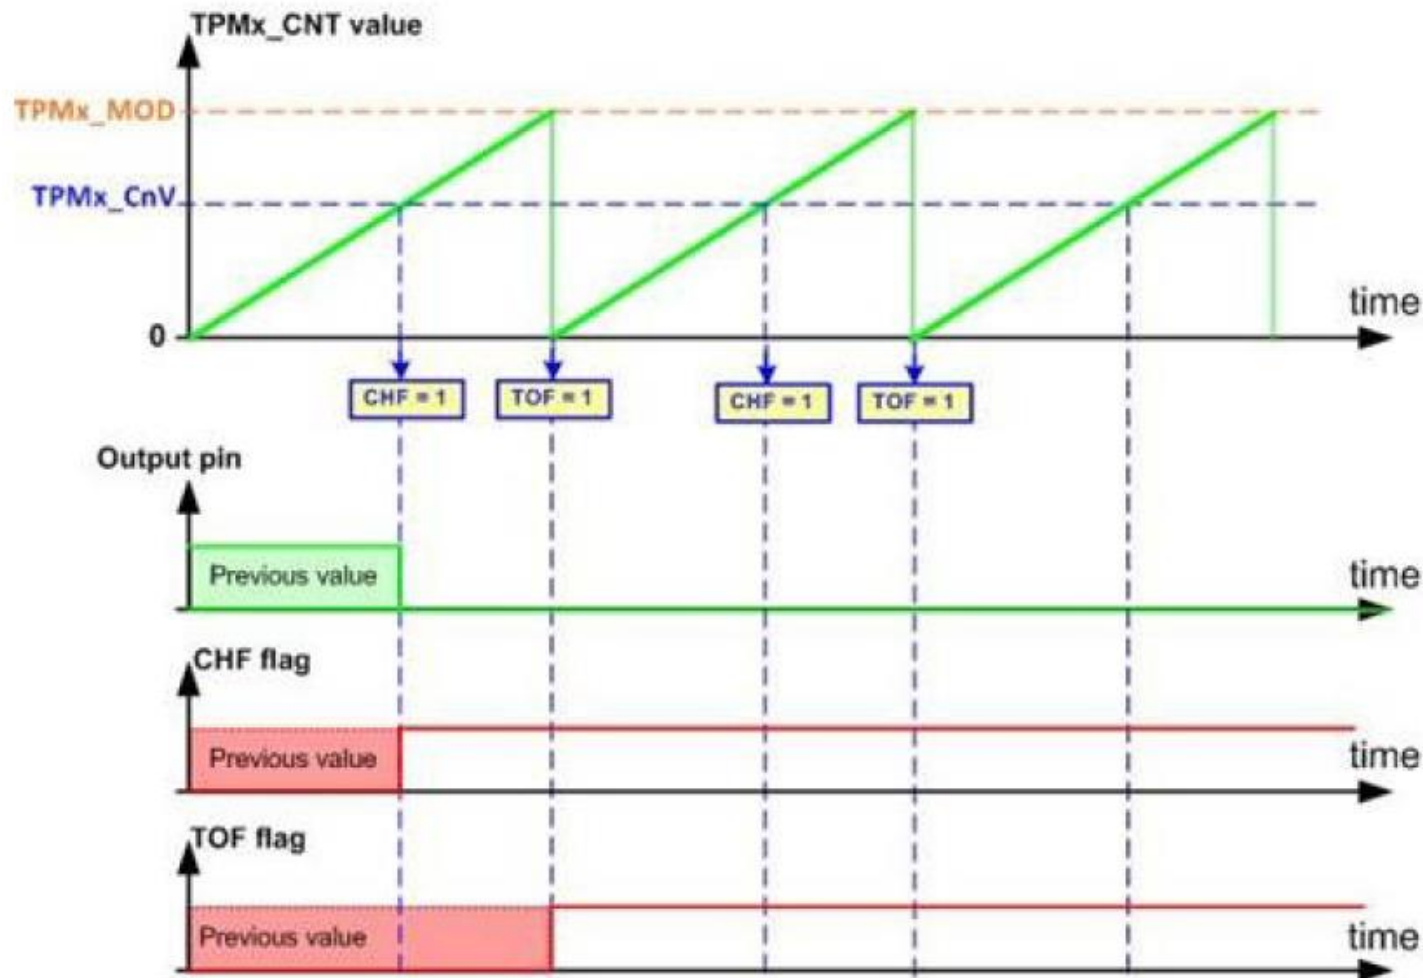 TPMx_CNT value
TPMx_MOD
TPMx_CnV
time
0
CHF = 1
TOF = 1
CHF = 1
TOF = 1
Output pin
Previous value
time
CHF flag
Previous value
time
TOF flag
Previous value